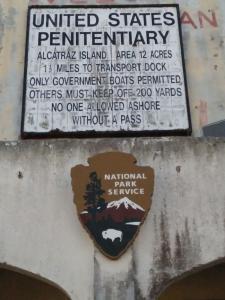 UNITED STATES
PENITENTIARY
ALCATRAZ ISLAND AREA 12 ACRES
1½ MILES TO TRANSPORT DOCK
ONLY GOVERNMENT BOATS PERMITTED
OTHERS MUST KEEP OFF 200 YARDS
NO ONE ALLOWED ASHORE
WITHOUT A PASS
NATIONAL
PARK
SERVICE